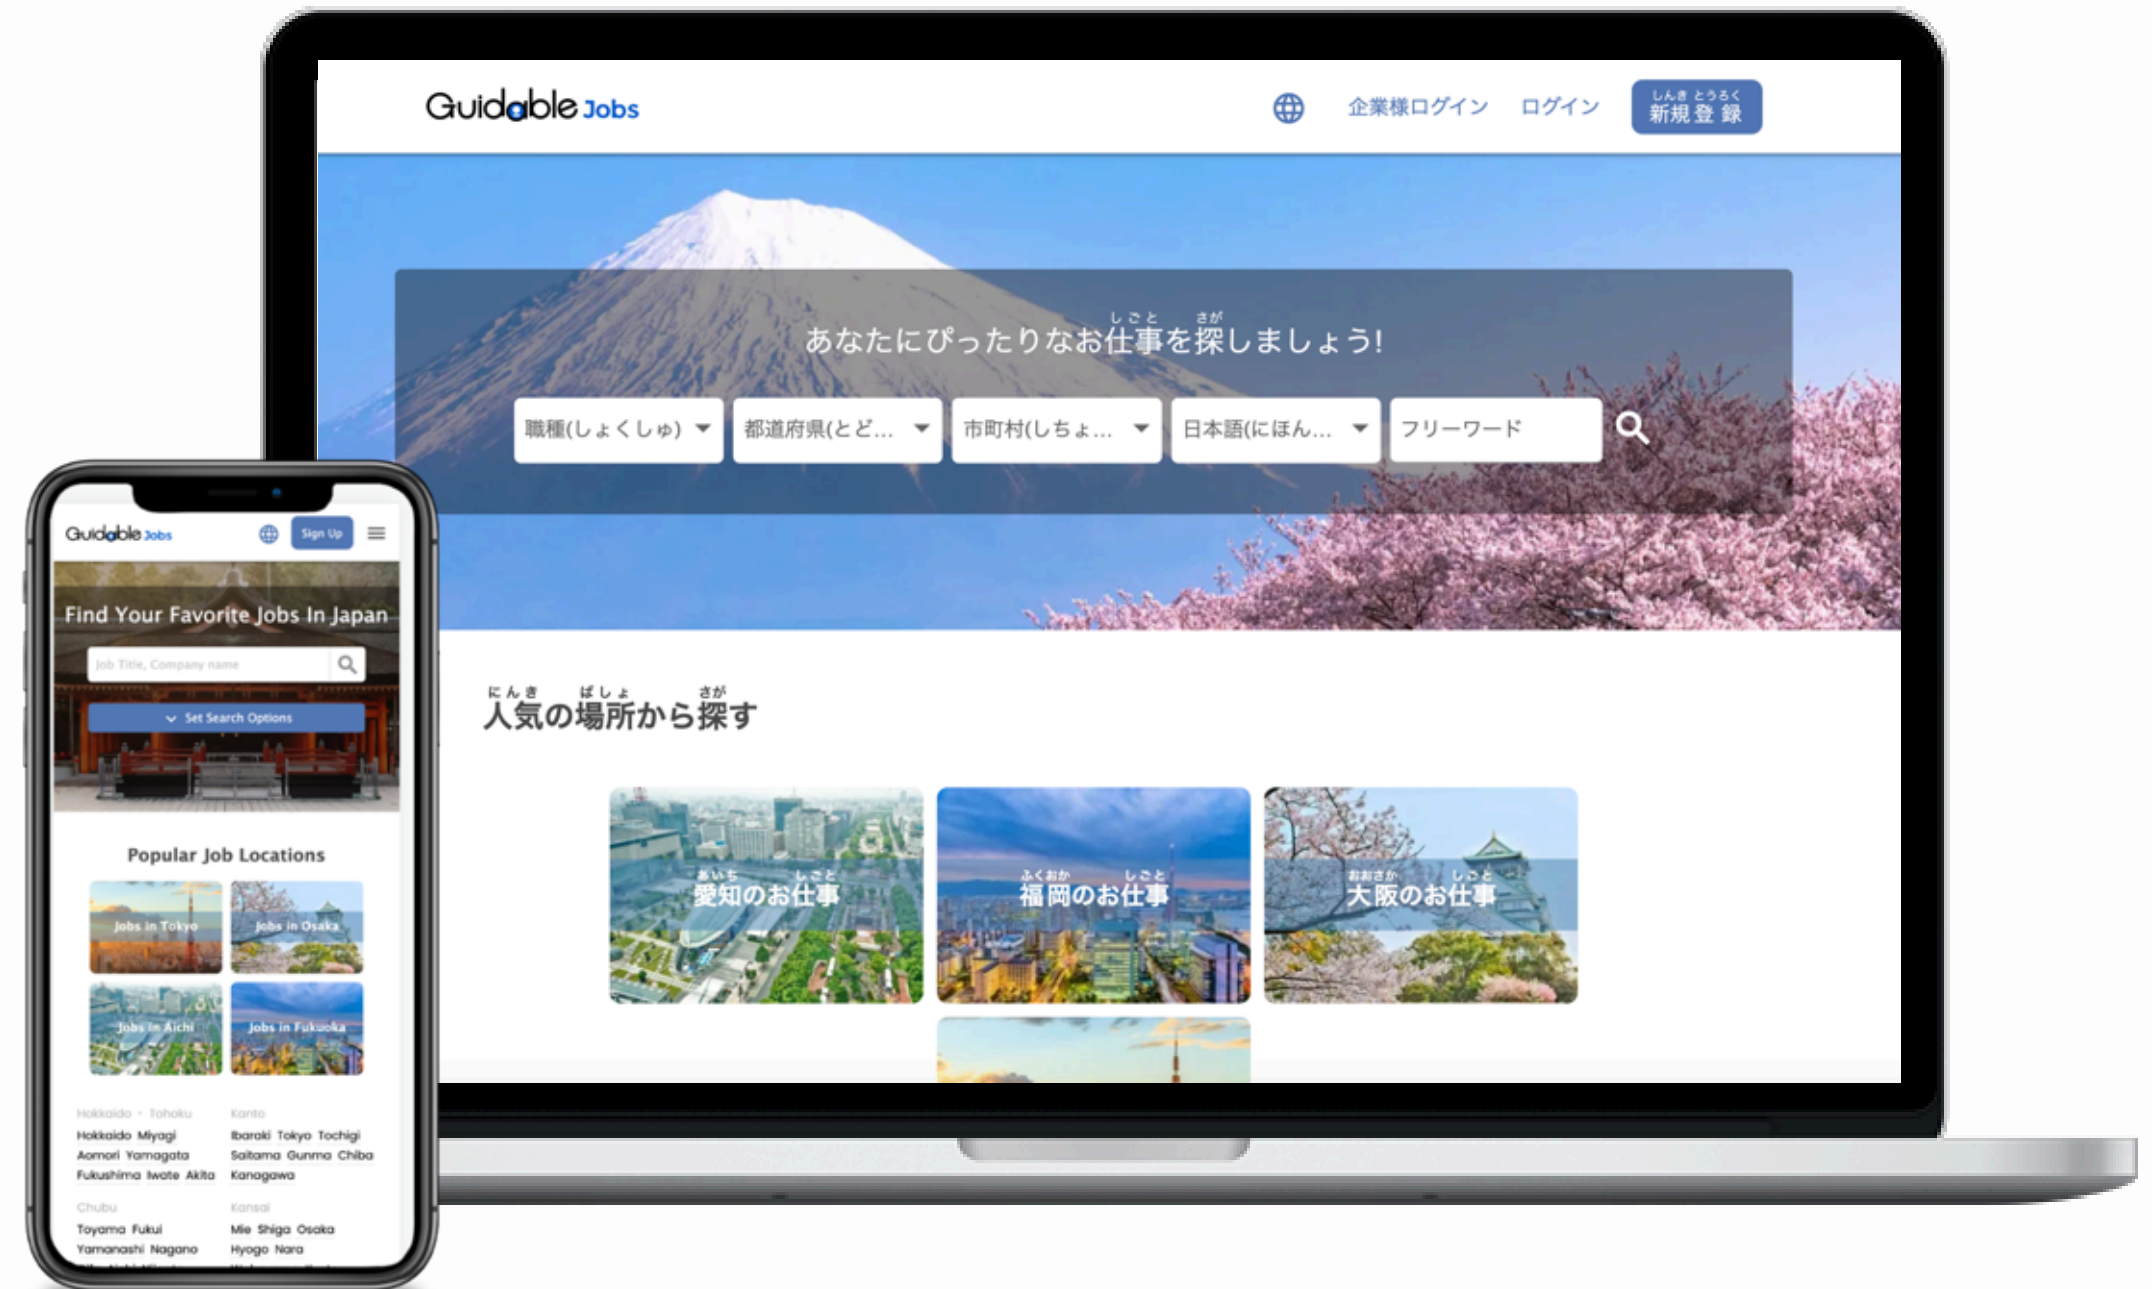 Guidable Jobs
企業様ログイン
ログイン
しんき とうろく
新規登録
しごと さが
あなたにぴったりなお仕事を探しましょう!
職種(しょくしゅ)
都道府県(とど...
市町村(しちょ...
日本語(にほん...
フリーワード
にんき ばしょ さが
人気の場所から探す
あいち しごと
愛知のお仕事
ふくおか しごと
福岡のお仕事
おおさか しごと
大阪のお仕事
Guidable Jobs
Sign Up
Find Your Favorite Jobs In Japan
Job Title, Company name
Set Search Options
Popular Job Locations
Jobs in Tokyo
Jobs in Osaka
Jobs in Aichi
Jobs in Fukuoka
Hokkaido・Tohoku
Hokkaido Miyagi
Aomori Yamagata
Fukushima Iwate Akita
Kanto
Ibaraki Tokyo Tochigi
Saitama Gunma Chiba
Kanagawa
Chubu
Toyama Fukui
Yamanashi Nagano
Kansai
Mie Shiga Osaka
Hyogo Nara